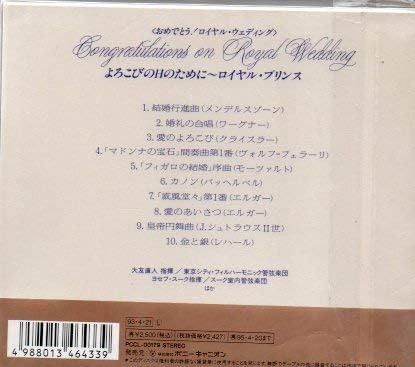 〈おめでとう!ロイヤル・ウェディング〉
Congratulations on Royal Wedding
よろこびの日のために〜ロイヤル・プリンス
1. 結婚行進曲(メンデルスゾーン)
2. 婚礼の合唱(ワーグナー)
3. 愛のよろこび(クライスラー)
4.「マドンナの宝石」間奏曲第1番(ヴォルフ=フェラーリ)
5.「フィガロの結婚」序曲(モーツァルト)
6. カノン(パッヘルベル)
7.「威風堂々」第1番(エルガー)
8. 愛のあいさつ(エルガー)
9. 皇帝円舞曲(J.シュトラウスⅡ世)
10. 金と銀(レハール)
大友直人 指揮/東京シティ・フィルハーモニック管弦楽団
ヨセフ・スーク指揮/スーク室内管弦楽団
ほか
93・4・21 L
¥2,500(税込)(税抜価格¥2,427) 95・4・20まで
PCCL-00179 STEREO
発売元 株式会社 ポニーキャニオン
4988013464339